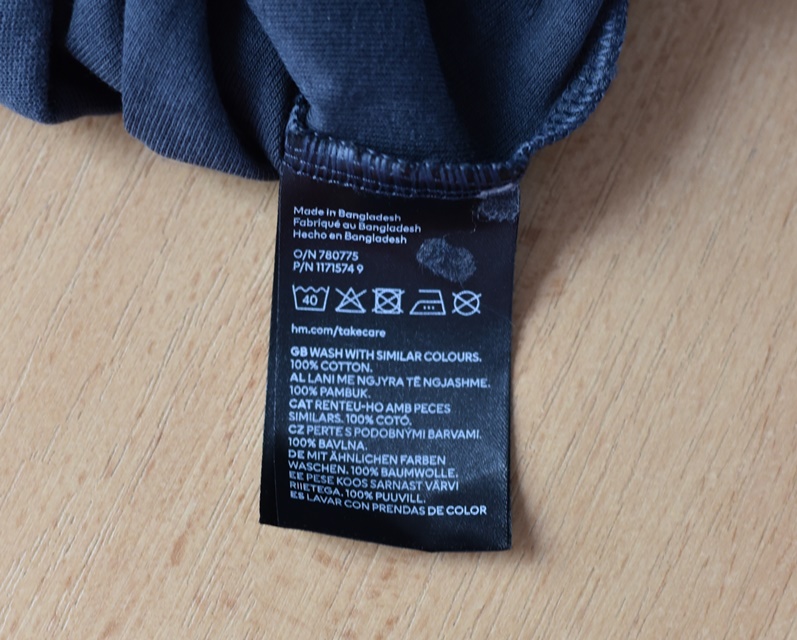 Made in Bangladesh
Fabriqué au Bangladesh
Hecho en Bangladesh
O/N 780775
P/N 1171574 9
40
hm.com/takecare
GB WASH WITH SIMILAR COLOURS.
100% COTTON.
AL LANI ME NGJYRA TË NGJASHME.
100% PAMBUK.
CAT RENTEU-HO AMB PECES
SIMILARS. 100% COTÓ.
CZ PERTE S PODOBNÝMI BARVAMI.
100% BAVLNA.
DE MIT ÄHNLICHEN FARBEN
WASCHEN. 100% BAUMWOLLE.
EE PESE KOOS SARNAST VÄRVI
RIIETEGA. 100% PUUVILL.
ES LAVAR CON PRENDAS DE COLOR